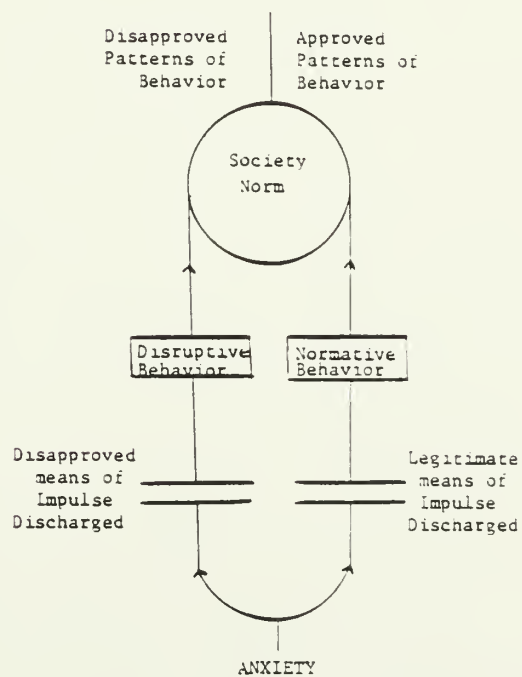 Disapproved
Patterns of
Behavior
Approved
Patterns of
Behavior
Society
Norm
Disruptive
Behavior
Normative
Behavior
Disapproved
means of
Impulse
Discharged
Legitimate
means of
Impulse
Discharged
ANXIETY